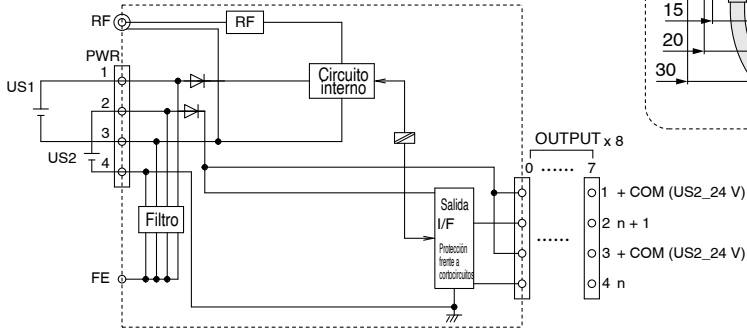 RF
RF
PWR
1
US1
2
3
US2
4
Circuito
interno
Filtro
FE
Salida
I/F
Protección
frente a
cortocircuitos
OUTPUT x 8
0 ...... 7
1 + COM (US2_24 V)
2 n + 1
......
3 + COM (US2_24 V)
4 n
15
20
30